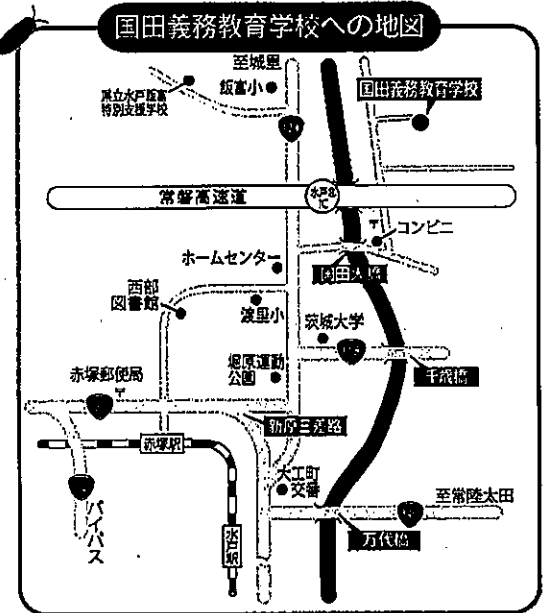 国田義務教育学校への地図
至城里
飯富小
県立水戸飯富
特別支援学校
国田義務教育学校
常磐高速道
水戸北
IC
〒
コンビニ
ホームセンター
国田大橋
西部
図書館
渡里小
茨城大学
堀原運動
公園
千歳橋
赤塚郵便局
〒
新原三差路
赤塚駅
大工町
交番
至常陸太田
バイパス
水戸駅
万代橋